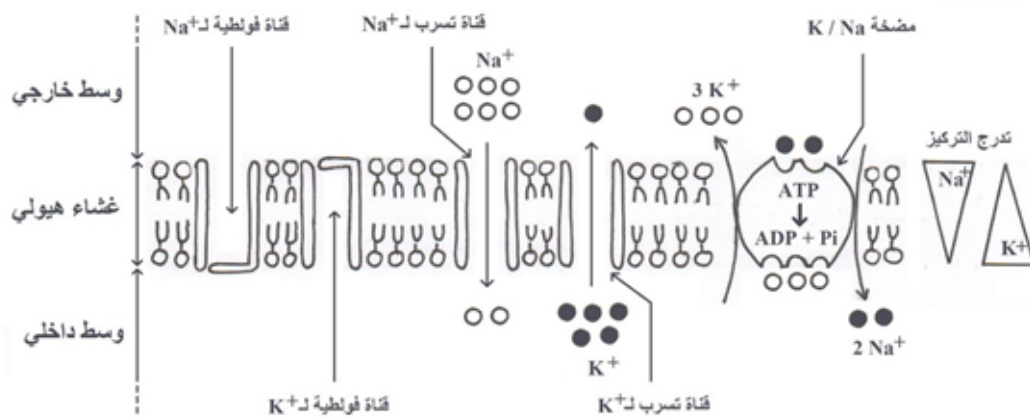 قناة فولطية لـ Na⁺
قناة تسرب لـ Na⁺
مضخة K / Na
Na⁺
3 K⁺
وسط خارجي
تدرج التركيز
غشاء هيولي
ATP
ADP + Pi
Na⁺
K⁺
وسط داخلي
K⁺
2 Na⁺
قناة فولطية لـ K⁺
قناة تسرب لـ K⁺